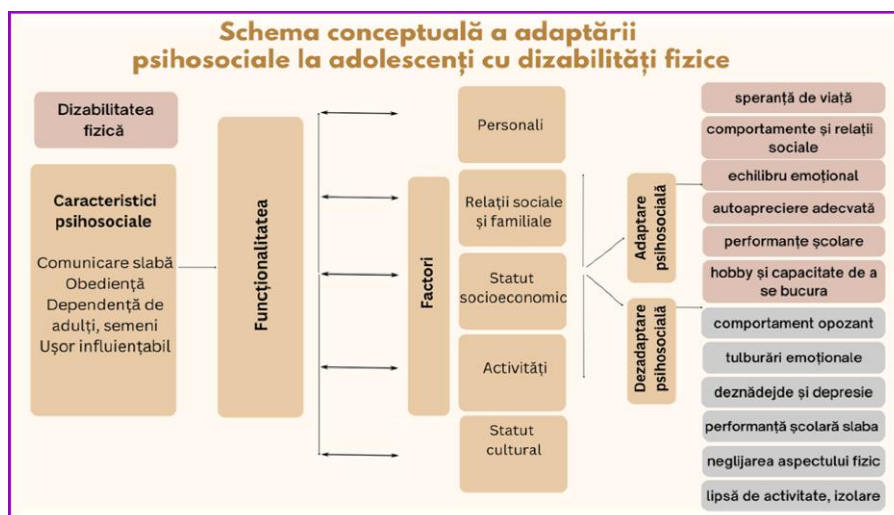 Schema conceptuală a adaptării
psihosociale la adolescenți cu dizabilități fizice
Dizabilitatea
fizică
Caracteristici
psihosociale
Comunicare slabă
Obediență
Dependență de
adulți, semeni
Ușor influiențabil
Funcționalitatea
Factori
Personali
Relații sociale
și familiale
Statut
socioeconomic
Activități
Statut
cultural
Adaptare
psihosocială
Dezadaptare
psihosocială
speranță de viață
comportamente și relații
sociale
echilibru emoțional
autoapreciere adecvată
performanțe școlare
hobby și capacitate de a
se bucura
comportament opozant
tulburări emoționale
deznădejde și depresie
performanță școlară slaba
neglijarea aspectului fizic
lipsă de activitate, izolare